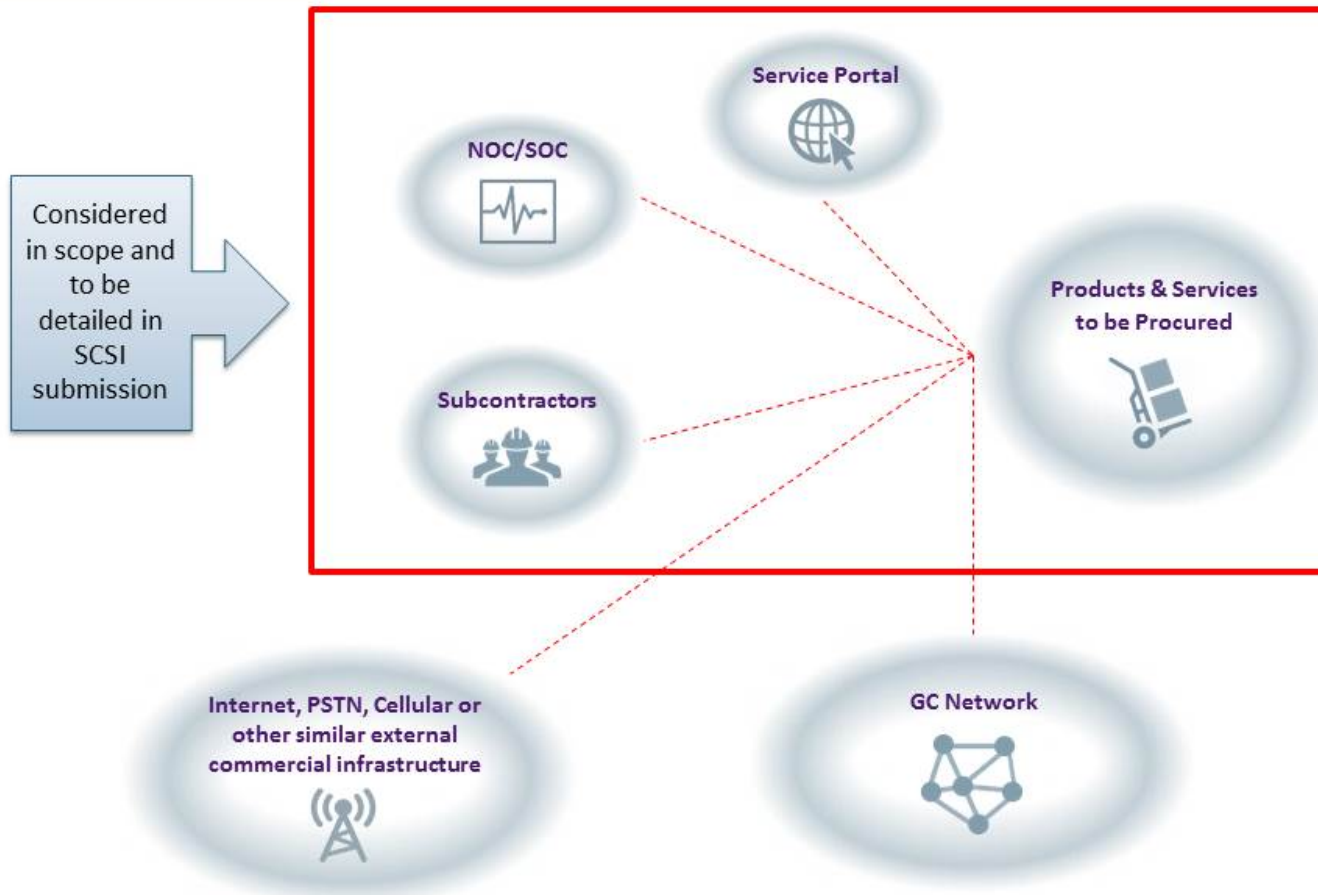 Considered
in scope and
to be
detailed in
SCSI
submission
Service Portal
NOC/SOC
Products & Services
to be Procured
Subcontractors
Internet, PSTN, Cellular or
other similar external
commercial infrastructure
GC Network